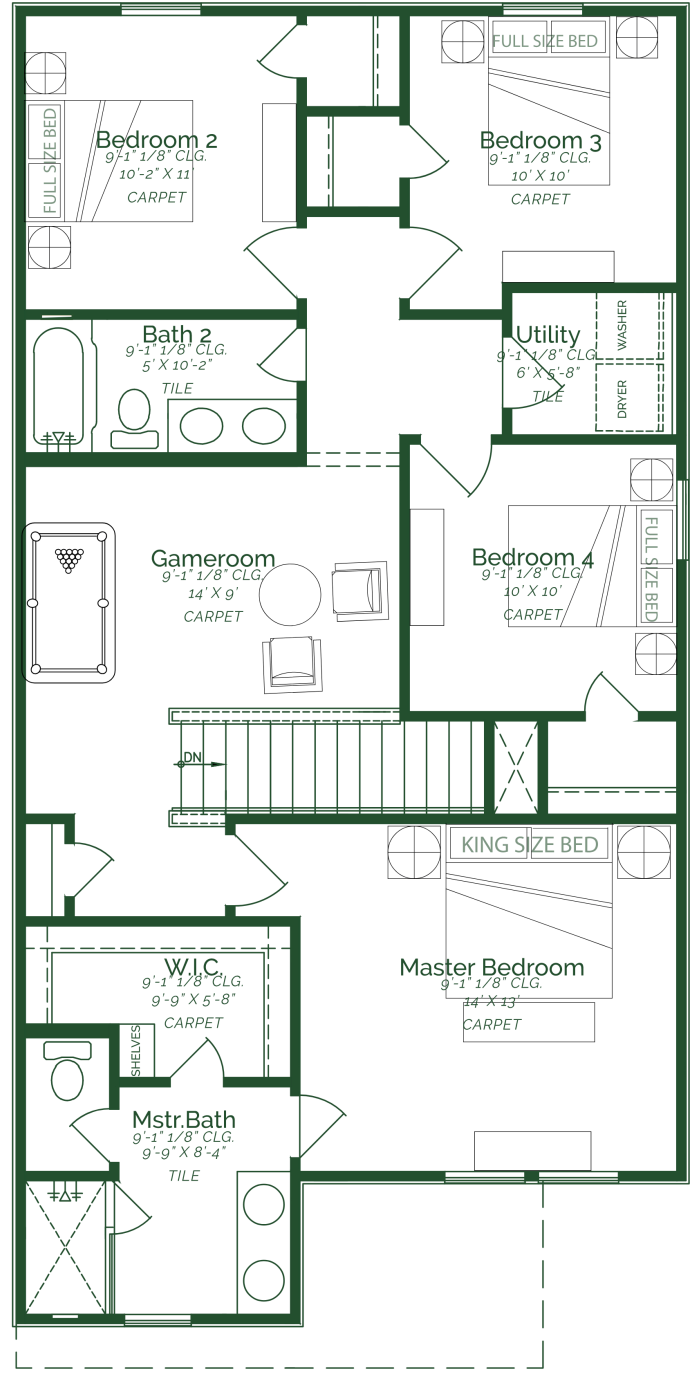 FULL SIZE BED
Bedroom 2
9'-1" 1/8" CLG.
10'-2" X 11'
CARPET
FULL SIZE BED
Bedroom 3
9'-1" 1/8" CLG.
10' X 10'
CARPET
Bath 2
9'-1" 1/8" CLG.
5' X 10'-2"
TILE
Utility
9'-1" 1/8" CLG.
6' X 5'-8"
TILE
WASHER
DRYER
Gameroom
9'-1" 1/8" CLG.
14' X 9'
CARPET
Bedroom 4
9'-1" 1/8" CLG.
10' X 10'
CARPET
FULL SIZE BED
DN
KING SIZE BED
Master Bedroom
9'-1" 1/8" CLG.
14' X 13'
CARPET
W.I.C.
9'-1" 1/8" CLG.
9'-9" X 5'-8"
CARPET
SHELVES
Mstr.Bath
9'-1" 1/8" CLG.
9'-9" X 8'-4"
TILE